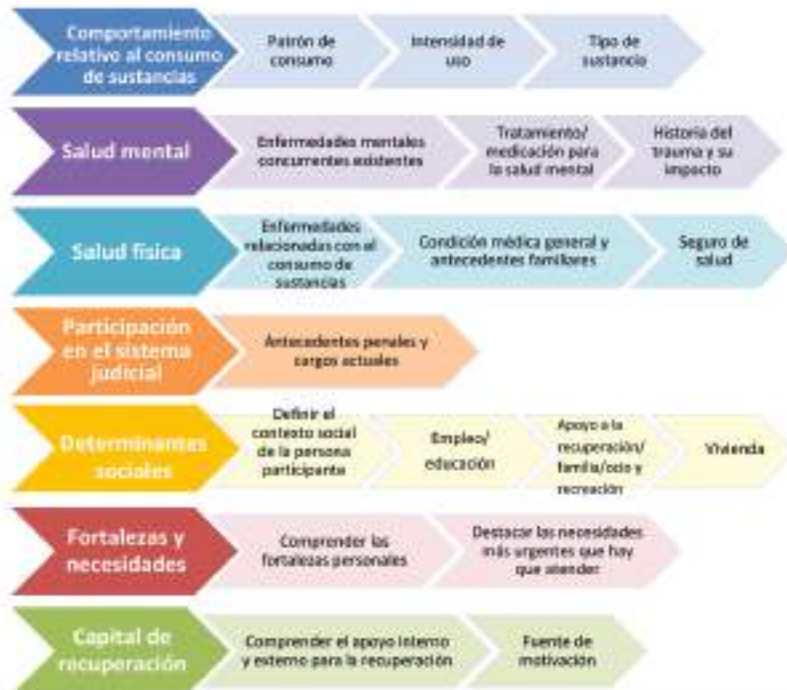 Comportamiento
relativo al consumo
de sustancias
Patrón de
consumo
Intensidad de
uso
Tipo de
sustancia
Salud mental
Enfermedades mentales
concurrentes existentes
Tratamiento/
medicación para
la salud mental
Historia del
trauma y su
impacto
Salud física
Enfermedades
relacionadas con el
consumo de
sustancias
Condición médica general y
antecedentes familiares
Seguro de
salud
Participación
en el sistema
judicial
Antecedentes penales y
cargos actuales
Determinantes
sociales
Definir el
contexto social
de la persona
participante
Empleo/
educación
Apoyo a la
recuperación/
familia/ocio y
recreación
Vivienda
Fortalezas y
necesidades
Comprender las
fortalezas personales
Destacar las necesidades
más urgentes que hay
que atender
Capital de
recuperación
Comprender el apoyo interno
y externo para la recuperación
Fuente de
motivación